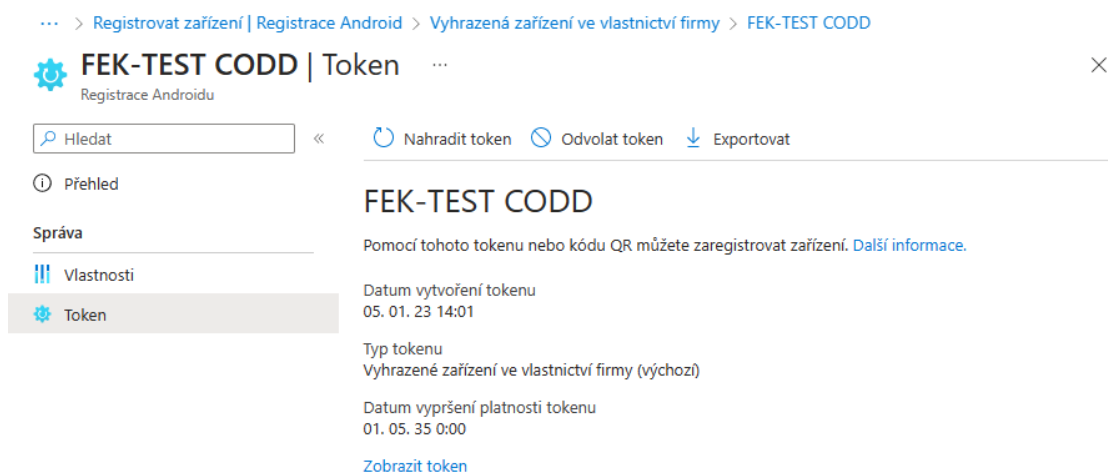 ··· > Registrovat zařízení | Registrace Android > Vyhrazená zařízení ve vlastnictví firmy > FEK-TEST CODD
FEK-TEST CODD | Token ···
Registrace Androidu
Hledat
Nahradit token Odvolat token Exportovat
Přehled
Správa
Vlastnosti
Token
FEK-TEST CODD
Pomocí tohoto tokenu nebo kódu QR můžete zaregistrovat zařízení. Další informace.
Datum vytvoření tokenu
05. 01. 23 14:01
Typ tokenu
Vyhrazené zařízení ve vlastnictví firmy (výchozí)
Datum vypršení platnosti tokenu
01. 05. 35 0:00
Zobrazit token